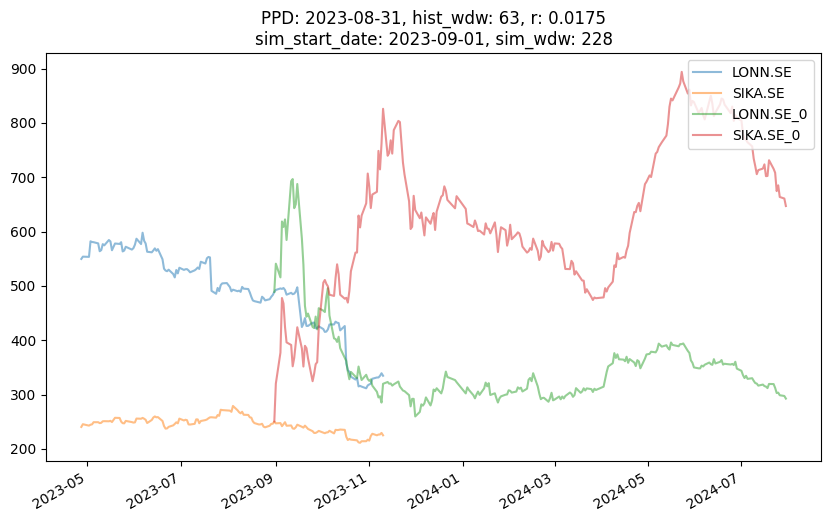 PPD: 2023-08-31, hist_wdw: 63, r: 0.0175
sim_start_date: 2023-09-01, sim_wdw: 228
900
800
700
600
500
400
300
200
LONN.SE
SIKA.SE
LONN.SE_0
SIKA.SE_0
2023-05
2023-07
2023-09
2023-11
2024-01
2024-03
2024-05
2024-07